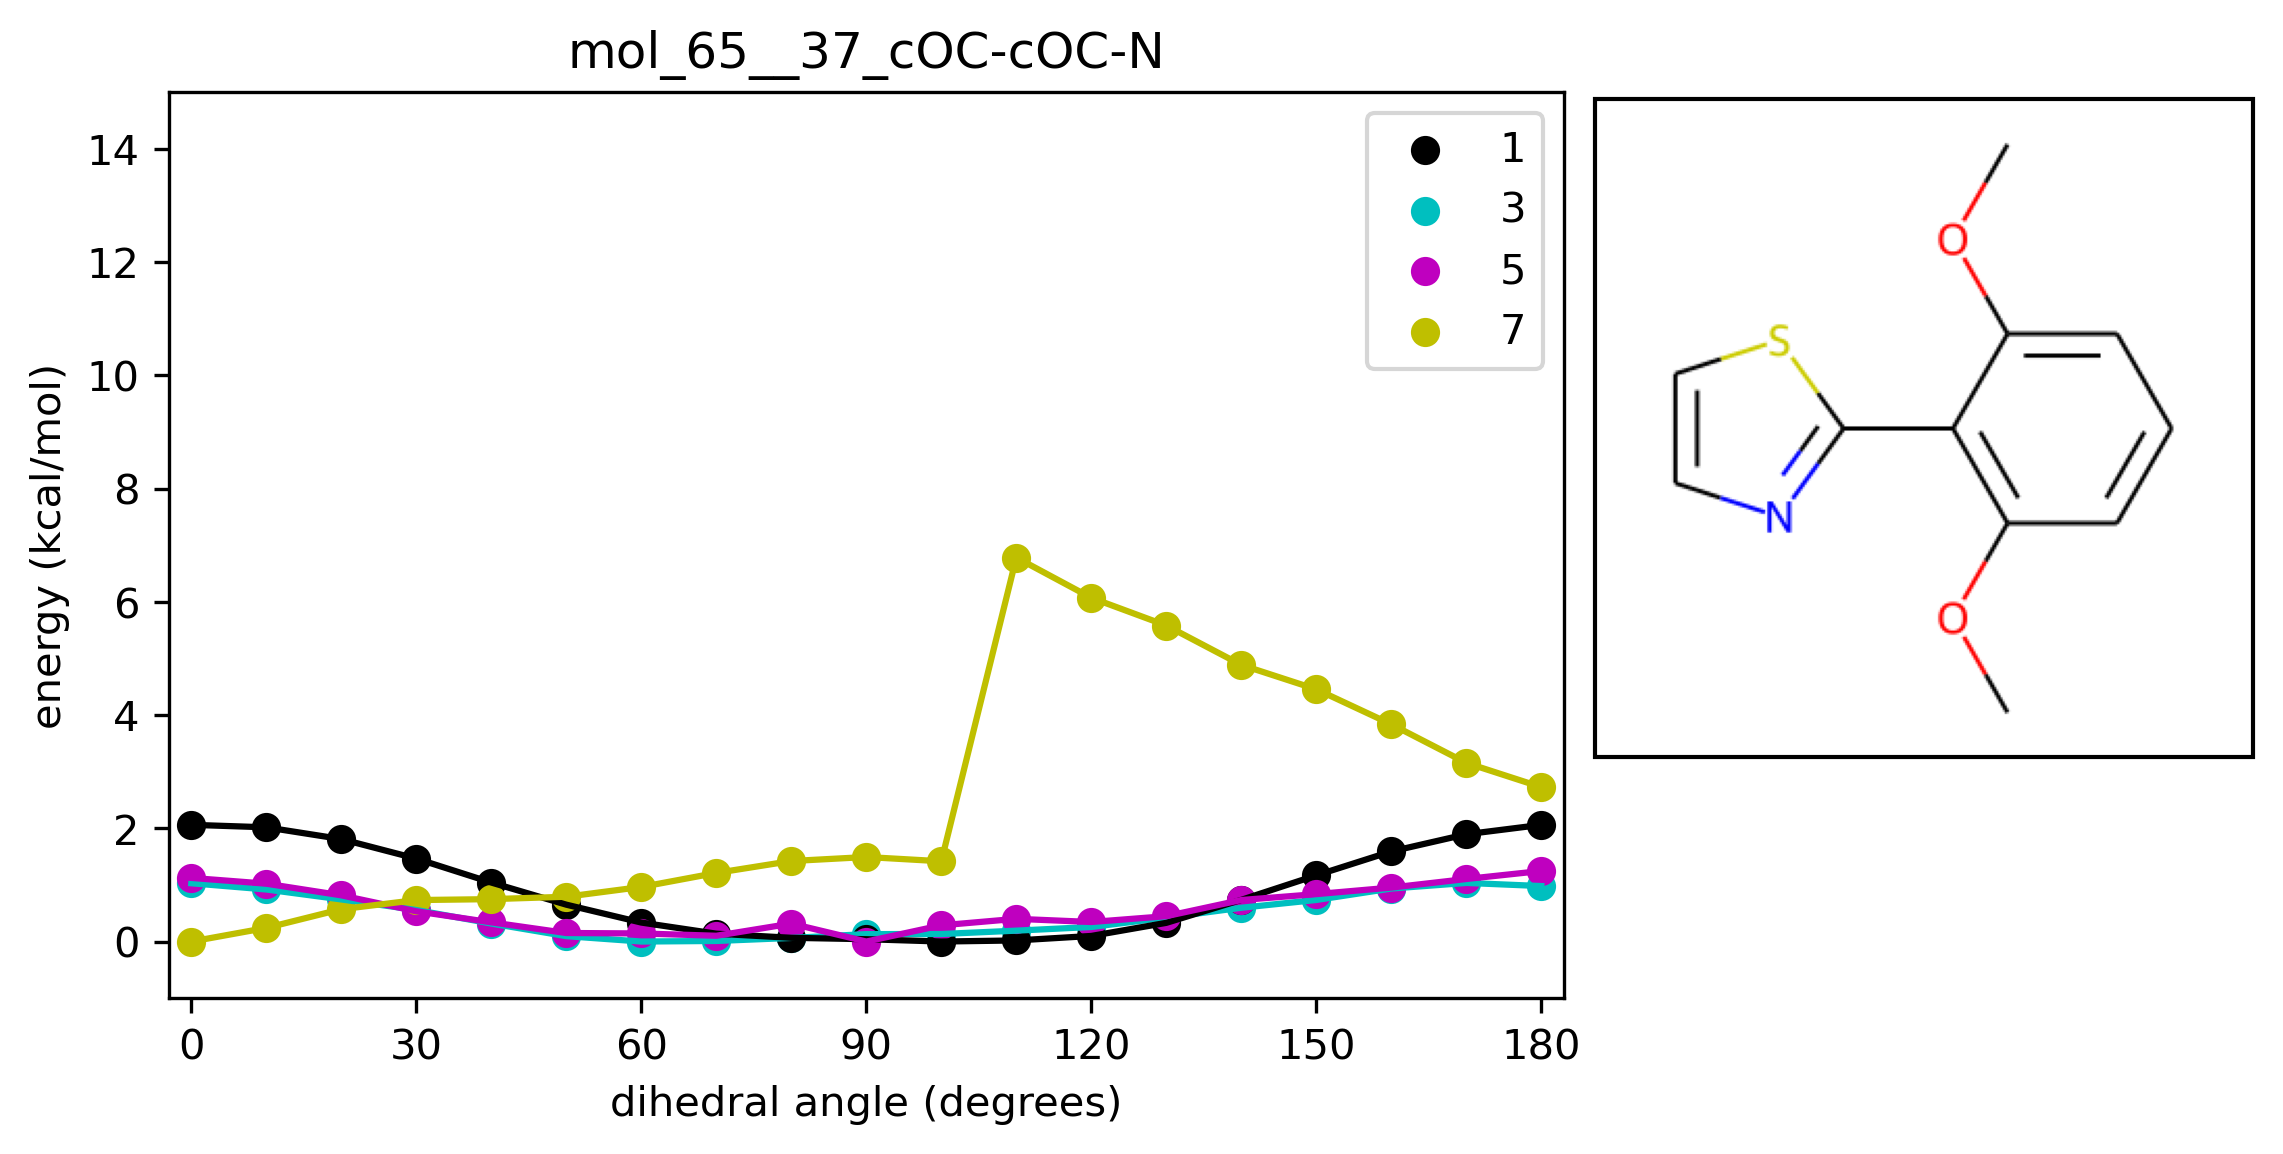 mol_65__37_cOC-cOC-N
energy (kcal/mol)
14
12
10
8
6
4
2
0
0 30 60 90 120 150 180
dihedral angle (degrees)
1
3
5
7
O
S
N
O